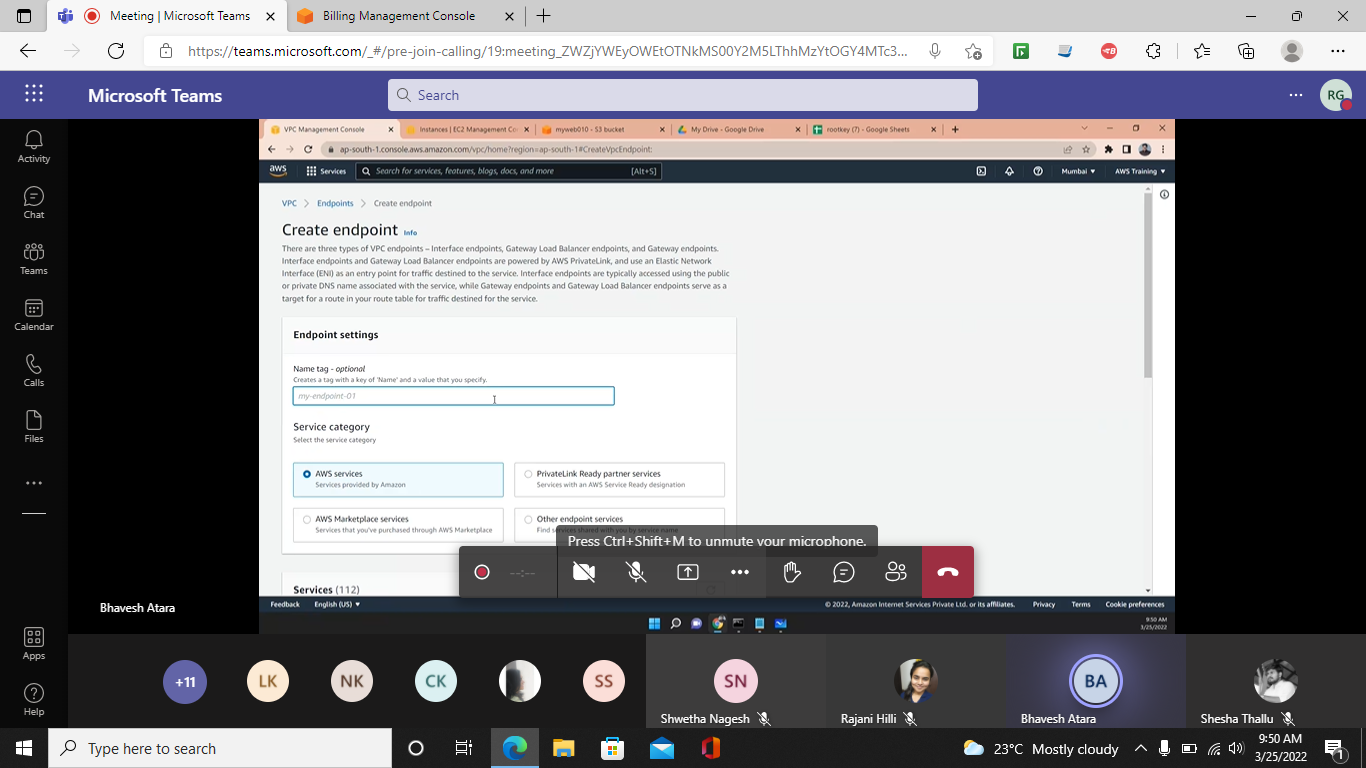 Meeting | Microsoft Teams
Billing Management Console
https://teams.microsoft.com/_#/pre-join-calling/19:meeting_ZWZjYWEyOWEtOTNkMS00Y2M5LThhMzYtOGY4MTc3...
Microsoft Teams
Search
RG
Activity
Chat
Teams
Calendar
Calls
Files
Apps
Help
VPC Management Console
Instances | EC2 Management Co
myweb010 - S3 bucket
My Drive - Google Drive
rootkey (7) - Google Sheets
ap-south-1.console.aws.amazon.com/vpc/home?region=ap-south-1#CreateVpcEndpoint:
aws
Services
Search for services, features, blogs, docs, and more
[Alt+S]
Mumbai
AWS Training
VPC
Endpoints
Create endpoint
Create endpoint Info
There are three types of VPC endpoints – Interface endpoints, Gateway Load Balancer endpoints, and Gateway endpoints.
Interface endpoints and Gateway Load Balancer endpoints are powered by AWS PrivateLink, and use an Elastic Network
Interface (ENI) as an entry point for traffic destined to the service. Interface endpoints are typically accessed using the public
or private DNS name associated with the service, while Gateway endpoints and Gateway Load Balancer endpoints serve as a
target for a route in your route table for traffic destined for the service.
Endpoint settings
Name tag - optional
Creates a tag with a key of 'Name' and a value that you specify.
my-endpoint-01
Service category
Select the service category
AWS services
Services provided by Amazon
PrivateLink Ready partner services
Services with an AWS Service Ready designation
AWS Marketplace services
Services that you've purchased through AWS Marketplace
Other endpoint services
Find services shared with you by service name
Press Ctrl+Shift+M to unmute your microphone.
--:--
Services (112)
Feedback
English (US)
© 2022, Amazon Internet Services Private Ltd. or its affiliates.
Privacy
Terms
Cookie preferences
9:50 AM
3/25/2022
Bhavesh Atara
+11
LK
NK
CK
SS
SN
BA
Shwetha Nagesh
Rajani Hilli
Bhavesh Atara
Shesha Thallu
Type here to search
23°C Mostly cloudy
9:50 AM
3/25/2022
1